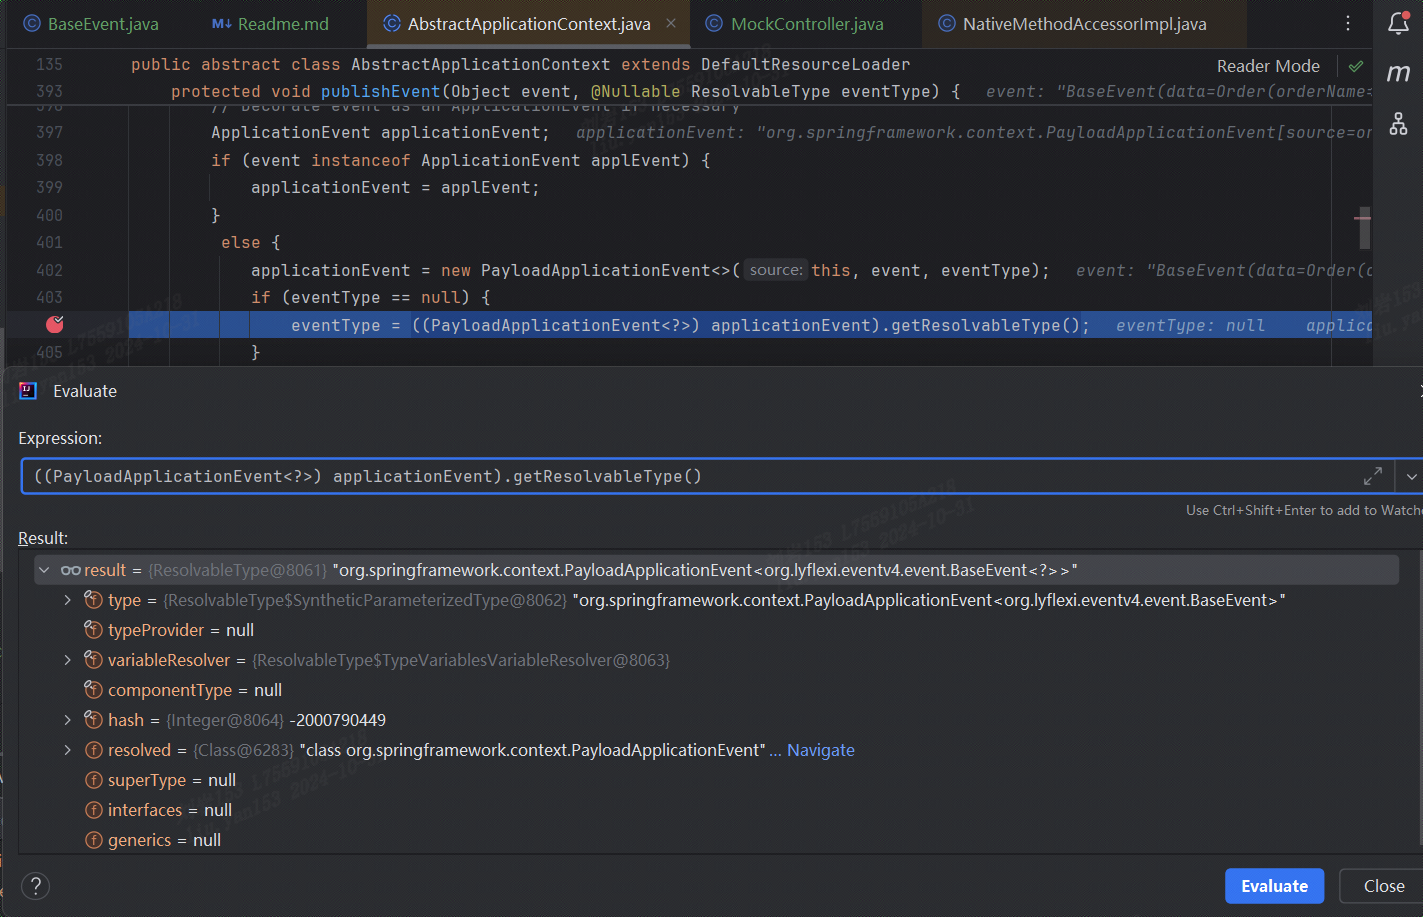 BaseEvent.java
M↓ Readme.md
AbstractApplicationContext.java
MockController.java
NativeMethodAccessorImpl.java
135 public abstract class AbstractApplicationContext extends DefaultResourceLoader
Reader Mode
393 protected void publishEvent(Object event, @Nullable ResolvableType eventType) { event: "BaseEvent(data=Order(orderName=
396 // Decorate event as an ApplicationEvent if necessary
397 ApplicationEvent applicationEvent; applicationEvent: "org.springframework.context.PayloadApplicationEvent[source=or
398 if (event instanceof ApplicationEvent applEvent) {
399 applicationEvent = applEvent;
400 }
401 else {
402 applicationEvent = new PayloadApplicationEvent<>( source: this, event, eventType); event: "BaseEvent(data=Order(o
403 if (eventType == null) {
eventType = ((PayloadApplicationEvent<?>) applicationEvent).getResolvableType(); eventType: null applica
405 }
Evaluate
Expression:
((PayloadApplicationEvent<?>) applicationEvent).getResolvableType()
Use Ctrl+Shift+Enter to add to Watche
Result:
result = {ResolvableType@8061} "org.springframework.context.PayloadApplicationEvent<org.lyflexi.eventv4.event.BaseEvent<?>>"
type = {ResolvableType$SyntheticParameterizedType@8062} "org.springframework.context.PayloadApplicationEvent<org.lyflexi.eventv4.event.BaseEvent>"
typeProvider = null
variableResolver = {ResolvableType$TypeVariablesVariableResolver@8063}
componentType = null
hash = {Integer@8064} -2000790449
resolved = {Class@6283} "class org.springframework.context.PayloadApplicationEvent" ... Navigate
superType = null
interfaces = null
generics = null
?
Evaluate
Close